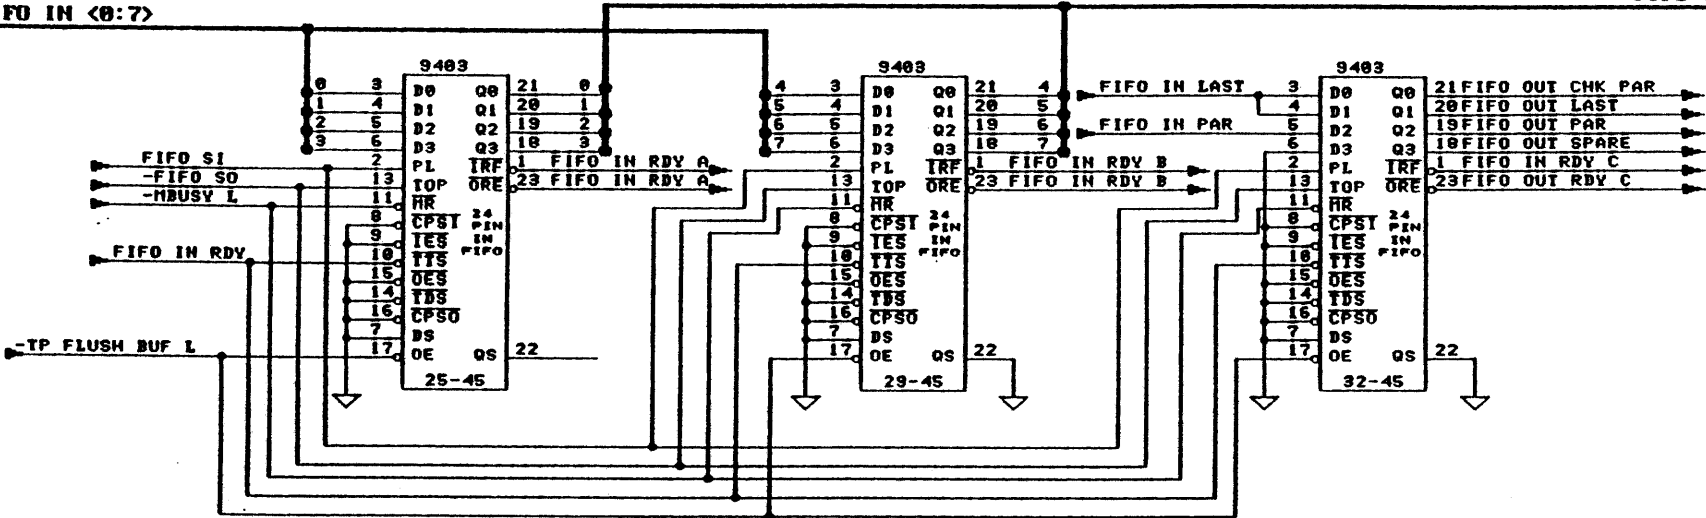 FO IN <0:7>
9403
0 3 D0 Q0 21 0
1 4 D1 Q1 20 1
2 5 D2 Q2 19 2
3 6 D3 Q3 18 3
FIFO SI 2 PL IRF 1 FIFO IN RDY A
-FIFO SO 13 TOP ORE 23 FIFO IN RDY A
-MBUSY L 11 MR
8 CPSI
9 IES
FIFO IN RDY 10 TTS
15 OES
14 TDS
16 CPSO
7 DS
-TP FLUSH BUF L 17 OE QS 22
24
PIN
IN
FIFO
25-45
9403
4 3 D0 Q0 21 4
5 4 D1 Q1 20 5
6 5 D2 Q2 19 6
7 6 D3 Q3 18 7
2 PL IRF 1 FIFO IN RDY B
13 TOP ORE 23 FIFO IN RDY B
11 MR
8 CPSI
9 IES
10 TTS
15 OES
14 TDS
16 CPSO
7 DS
17 OE QS 22
24
PIN
IN
FIFO
29-45
9403
FIFO IN LAST 3 D0 Q0 21 FIFO OUT CHK PAR
4 D1 Q1 20 FIFO OUT LAST
FIFO IN PAR 5 D2 Q2 19 FIFO OUT PAR
6 D3 Q3 18 FIFO OUT SPARE
2 PL IRF 1 FIFO IN RDY C
13 TOP ORE 23 FIFO OUT RDY C
11 MR
8 CPSI
9 IES
10 TTS
15 OES
14 TDS
16 CPSO
7 DS
17 OE QS 22
24
PIN
IN
FIFO
32-45